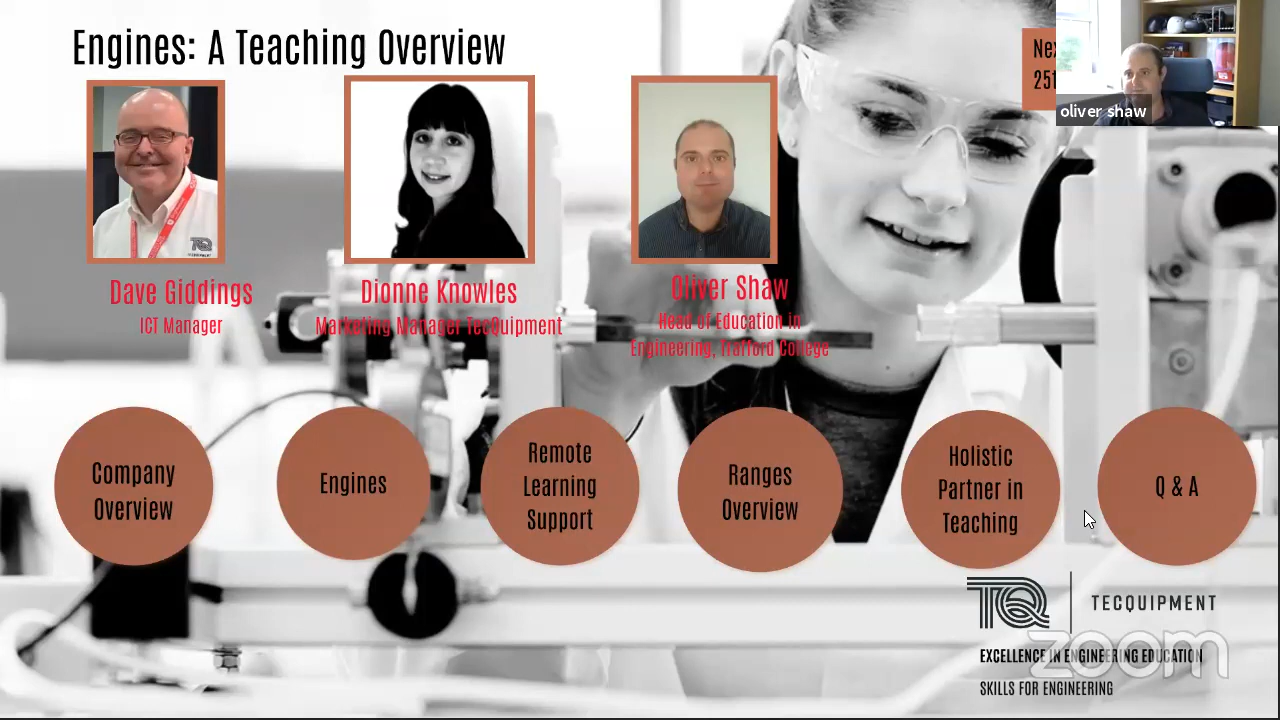 Engines: A Teaching Overview
oliver shaw
TQ
Dave Giddings
ICT Manager
Dionne Knowles
Marketing Manager TecQuipment
Oliver Shaw
Head of Education in
Engineering, Trafford College
Company
Overview
Engines
Remote
Learning
Support
Ranges
Overview
Holistic
Partner in
Teaching
Q & A
TQ
TECQUIPMENT
zoom
EXCELLENCE IN ENGINEERING EDUCATION
SKILLS FOR ENGINEERING